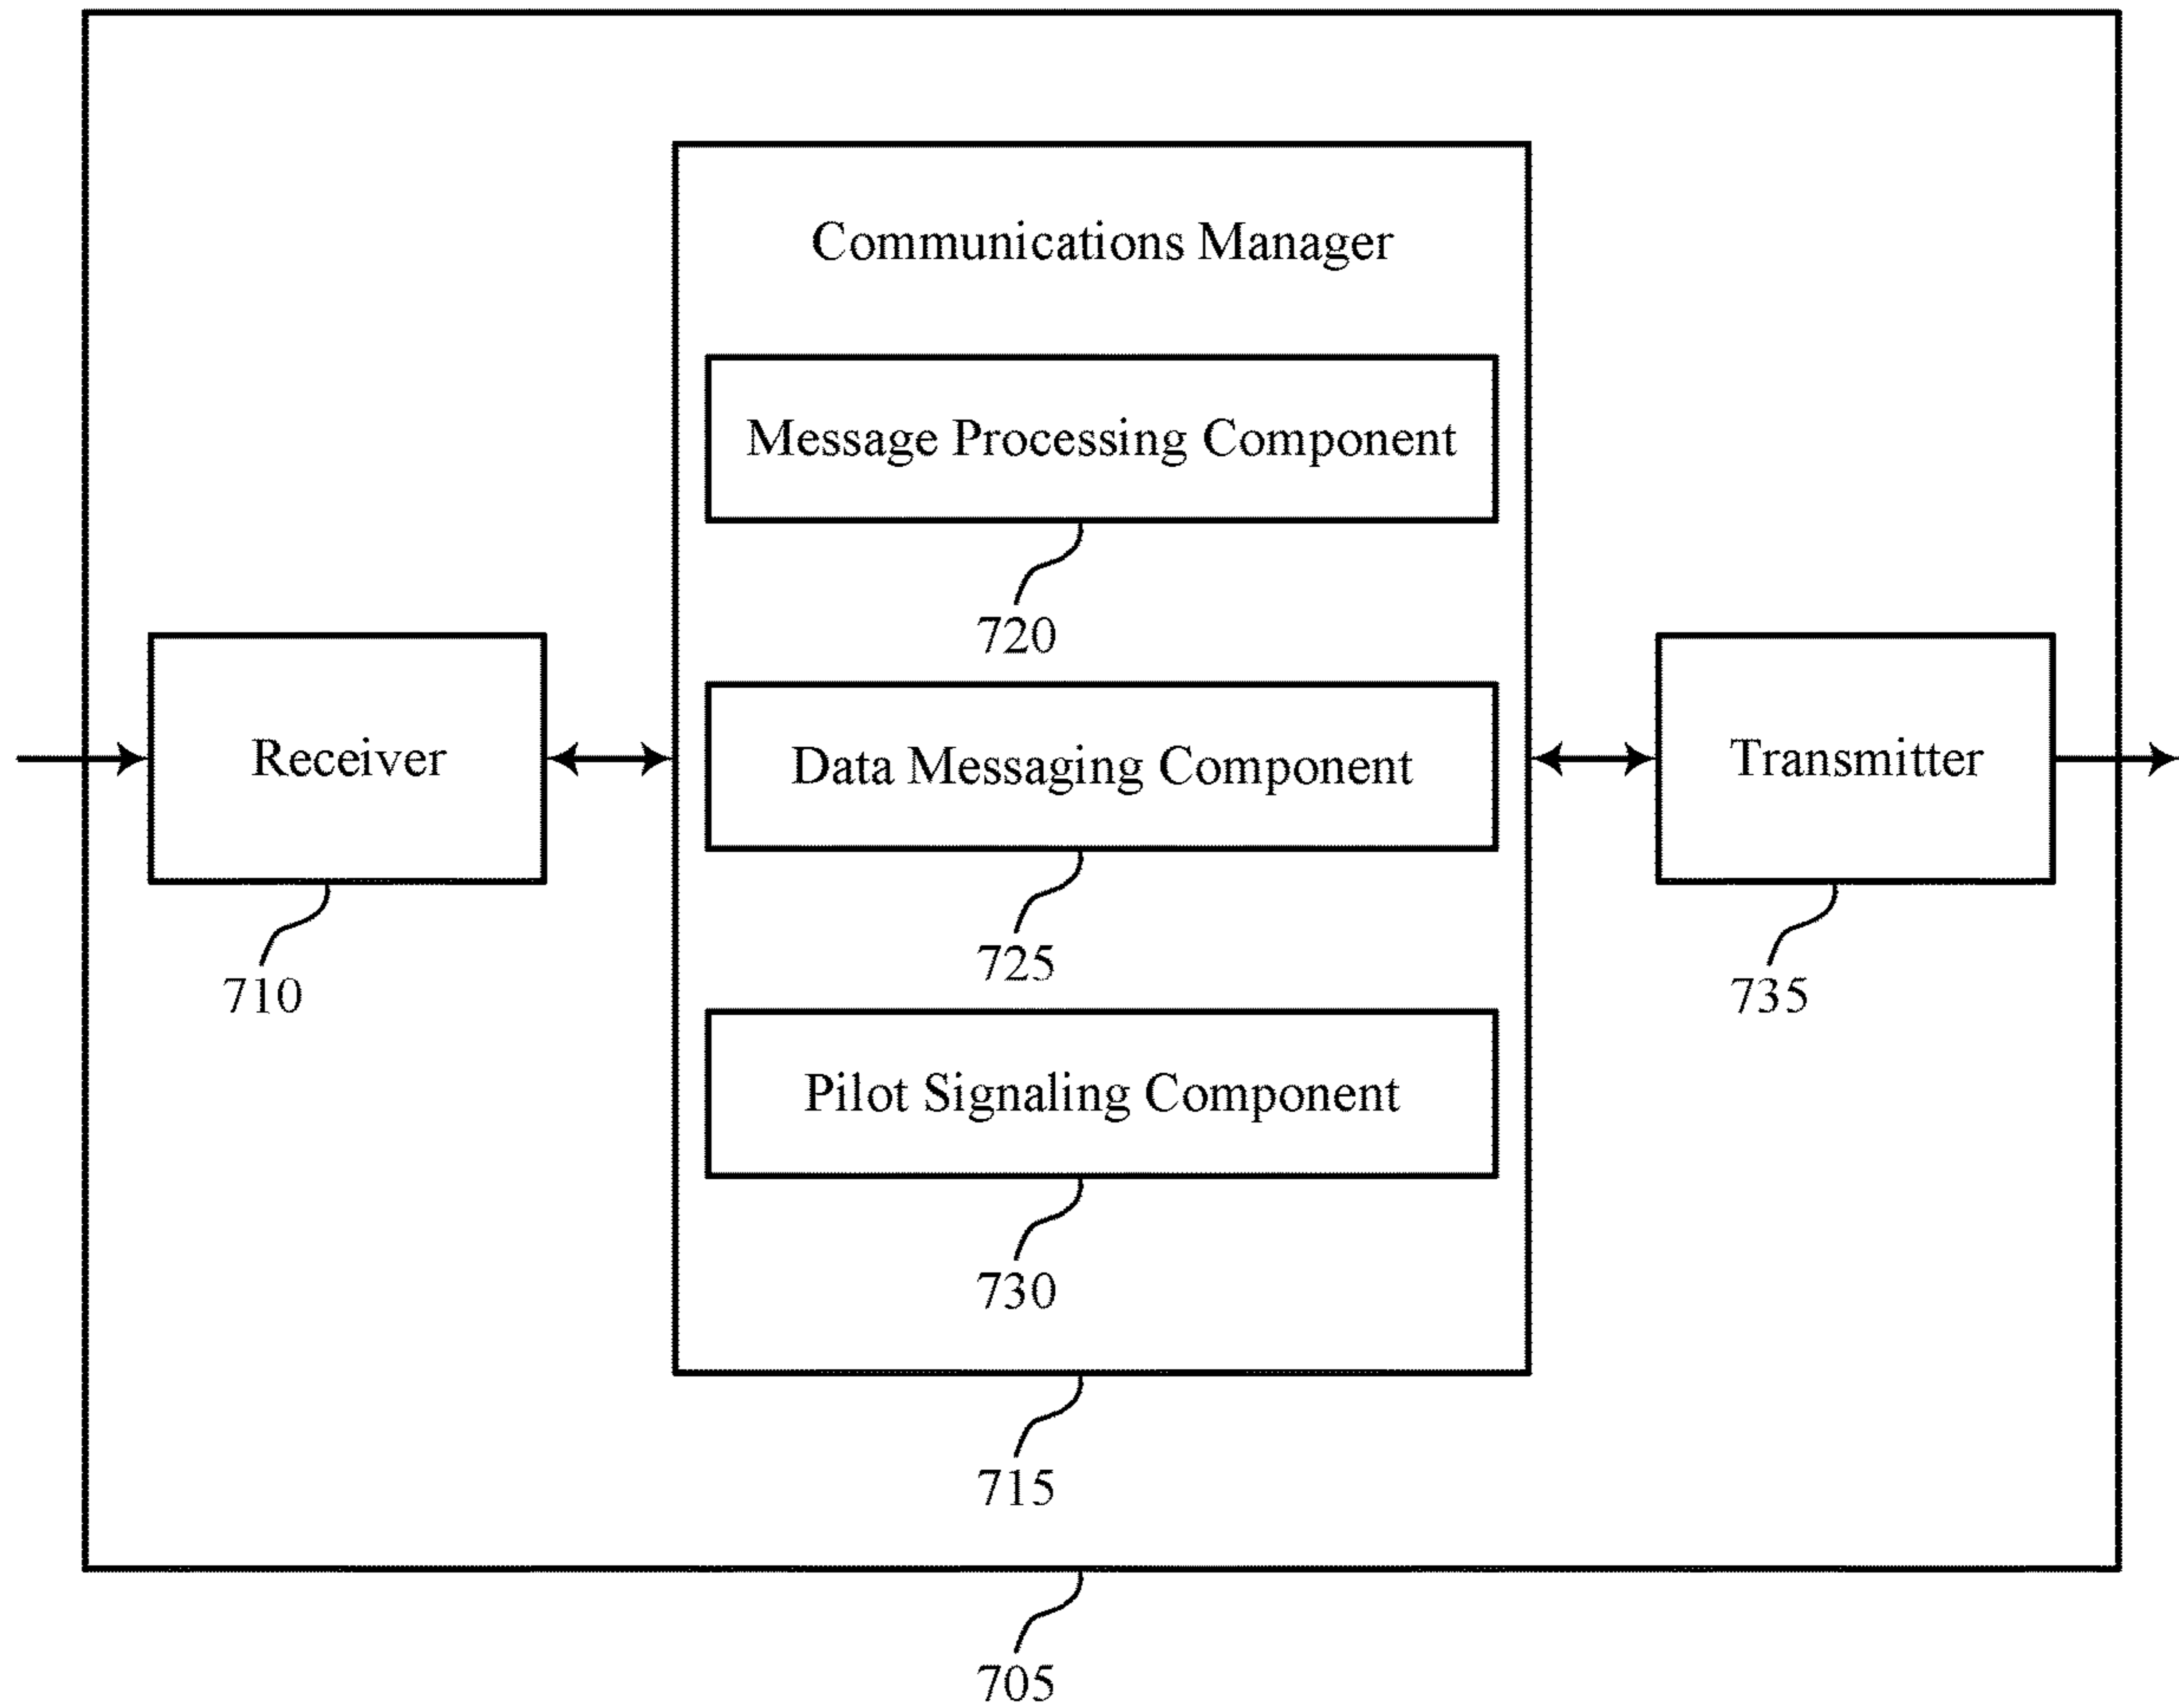 Communications Manager
Message Processing Component
720
Receiver
710
Data Messaging Component
725
Transmitter
735
Pilot Signaling Component
730
715
705